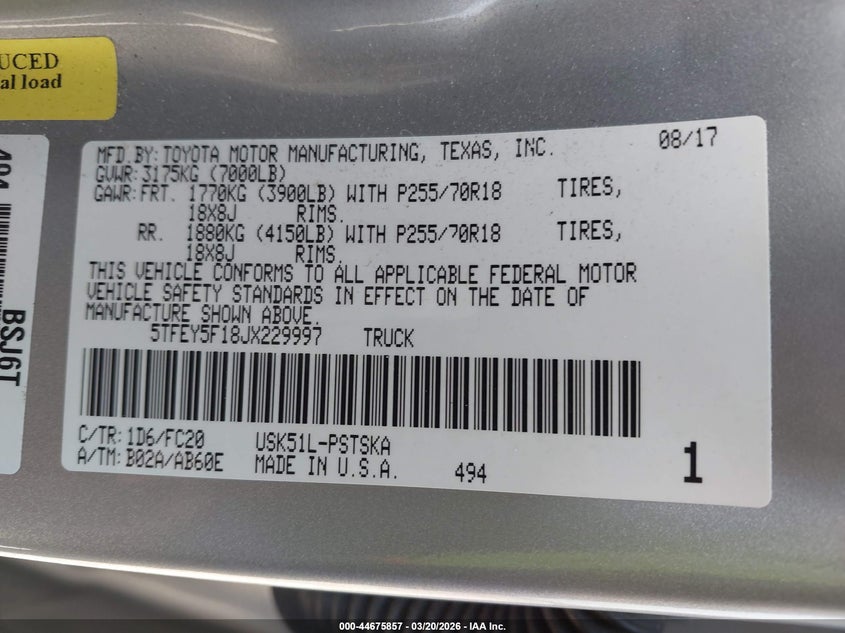 UCED
al load
MFD.BY:TOYOTA MOTOR MANUFACTURING, TEXAS, INC. 08/17
GVWR:3175KG (7000LB)
GAWR:FRT. 1770KG (3900LB) WITH P255/70R18 TIRES,
18X8J RIMS.
RR. 1880KG (4150LB) WITH P255/70R18 TIRES,
18X8J RIMS.
THIS VEHICLE CONFORMS TO ALL APPLICABLE FEDERAL MOTOR
VEHICLE SAFETY STANDARDS IN EFFECT ON THE DATE OF
MANUFACTURE SHOWN ABOVE.
5TFEY5F18JX229997 TRUCK
C/TR:1D6/FC20 USK51L-PSTSKA
A/TM:B02A/AB60E MADE IN U.S.A. 494 1
BSJ6T
000-44675857 - 03/20/2026 - IAA Inc.